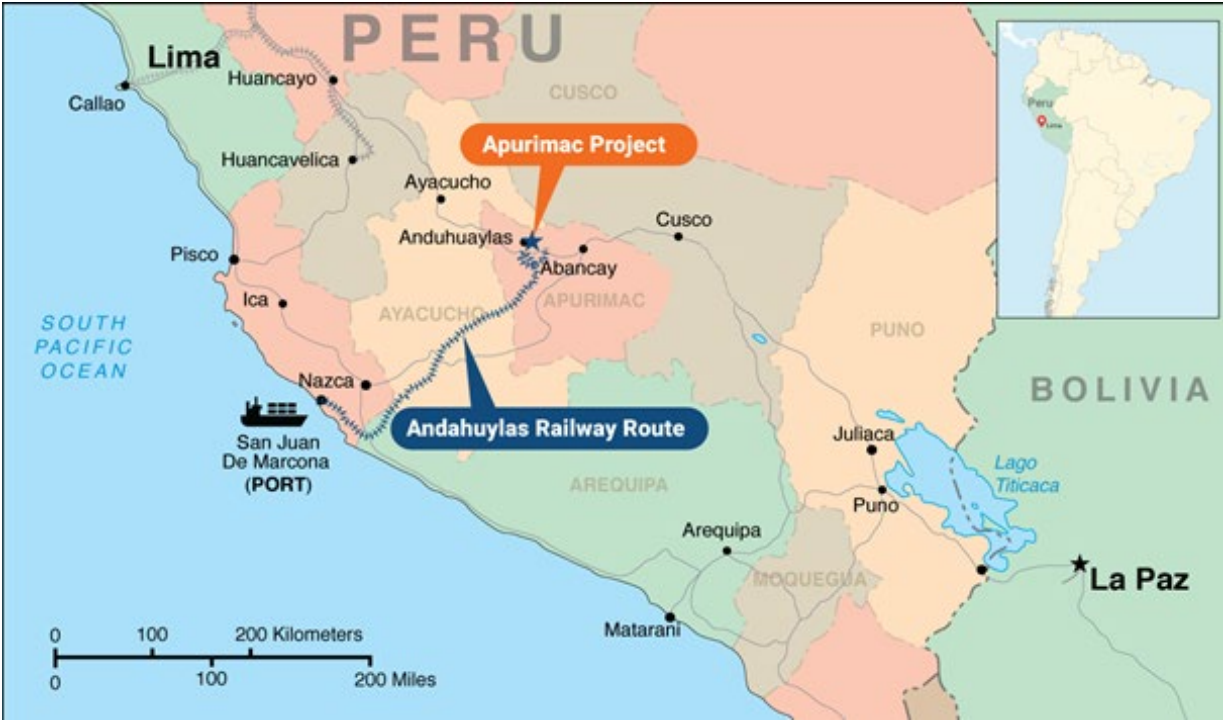 PERU
Lima
Callao
Huancayo
CUSCO
Huancavelica
Apurimac Project
Ayacucho
Cusco
Anduhuaylas
Abancay
Pisco
Ica
AYACUCHO
APURIMAC
PUNO
SOUTH
PACIFIC
OCEAN
Nazca
Andahuylas Railway Route
San Juan
De Marcona
(PORT)
BOLIVIA
Juliaca
Lago
Titicaca
Puno
AREQUIPA
Arequipa
MOQUEGUA
La Paz
Matarani
0 100 200 Kilometers
0 100 200 Miles
Peru
Lima